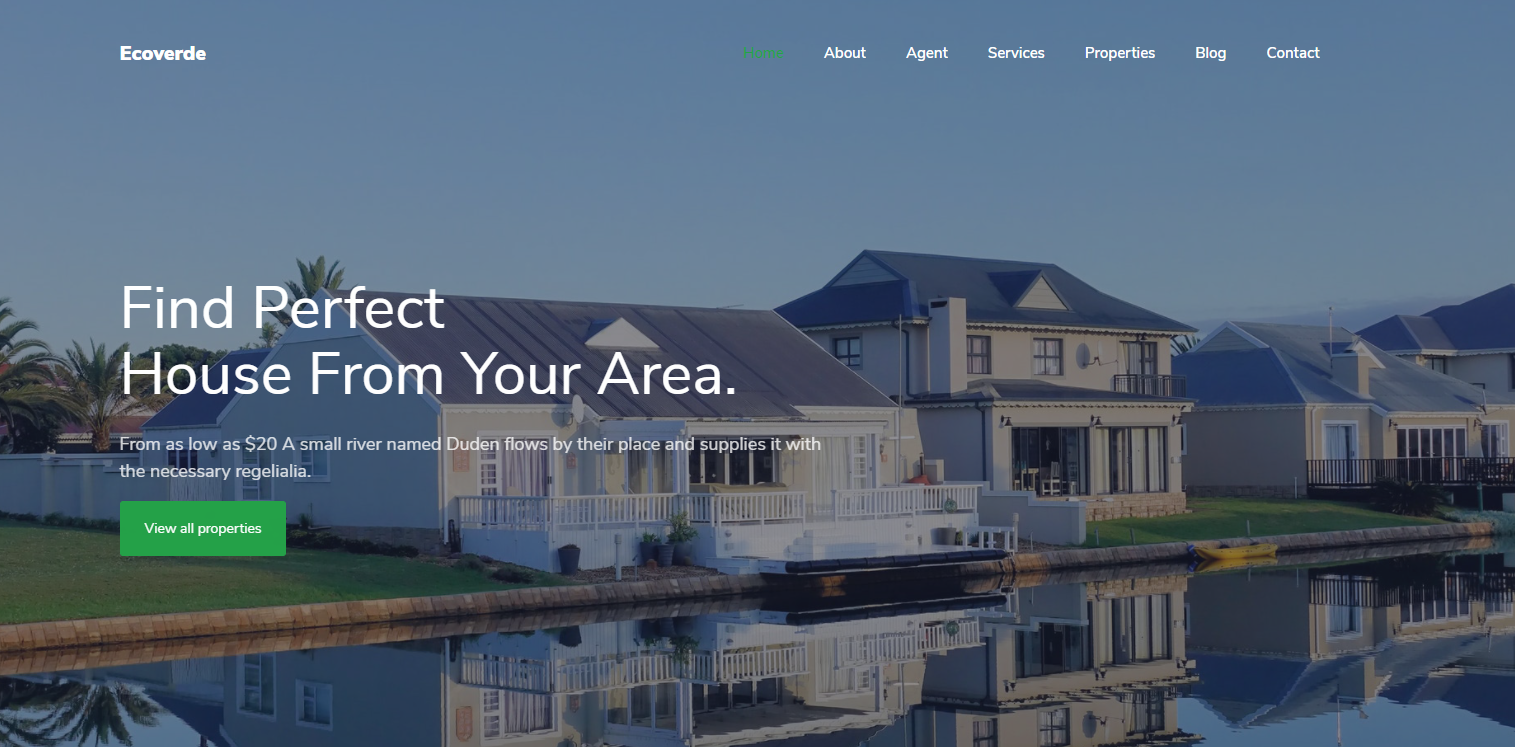 Ecoverde
Home About Agent Services Properties Blog Contact
Find Perfect
House From Your Area.
From as low as $20 A small river named Duden flows by their place and supplies it with
the necessary regelialia.
View all properties